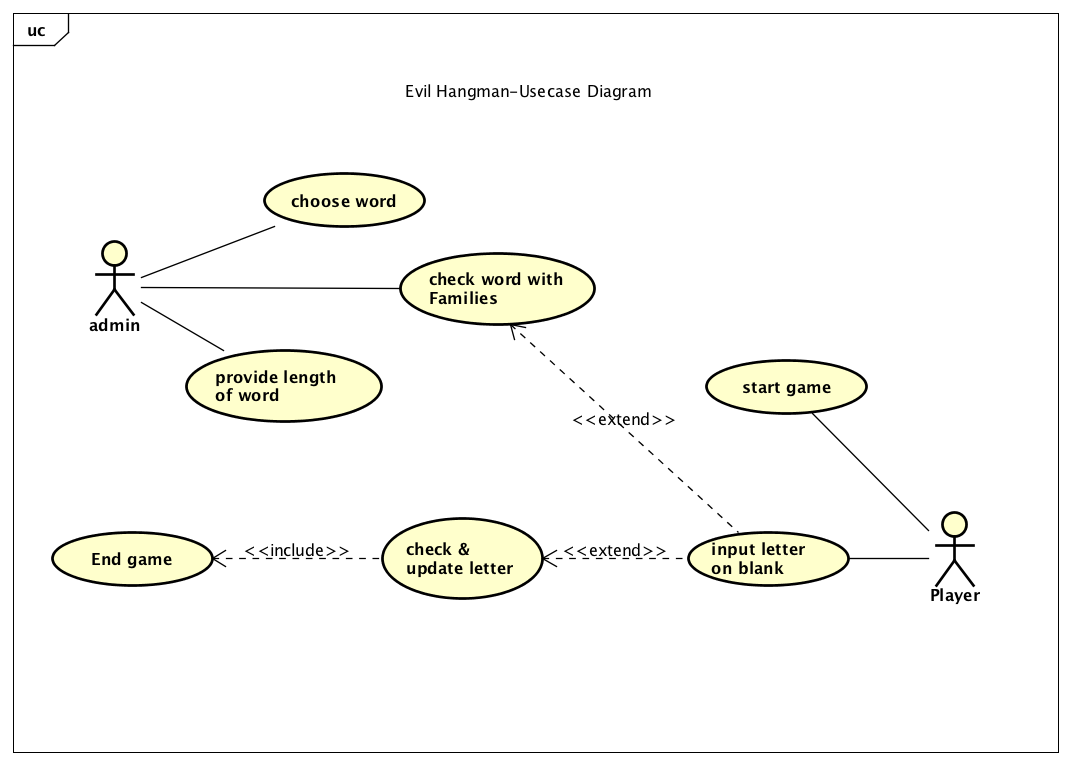 uc
Evil Hangman-Usecase Diagram
choose word
admin
check word with
Families
provide length
of word
start game
<<extend>>
End game
<<include>>
check &
update letter
<<extend>>
input letter
on blank
Player